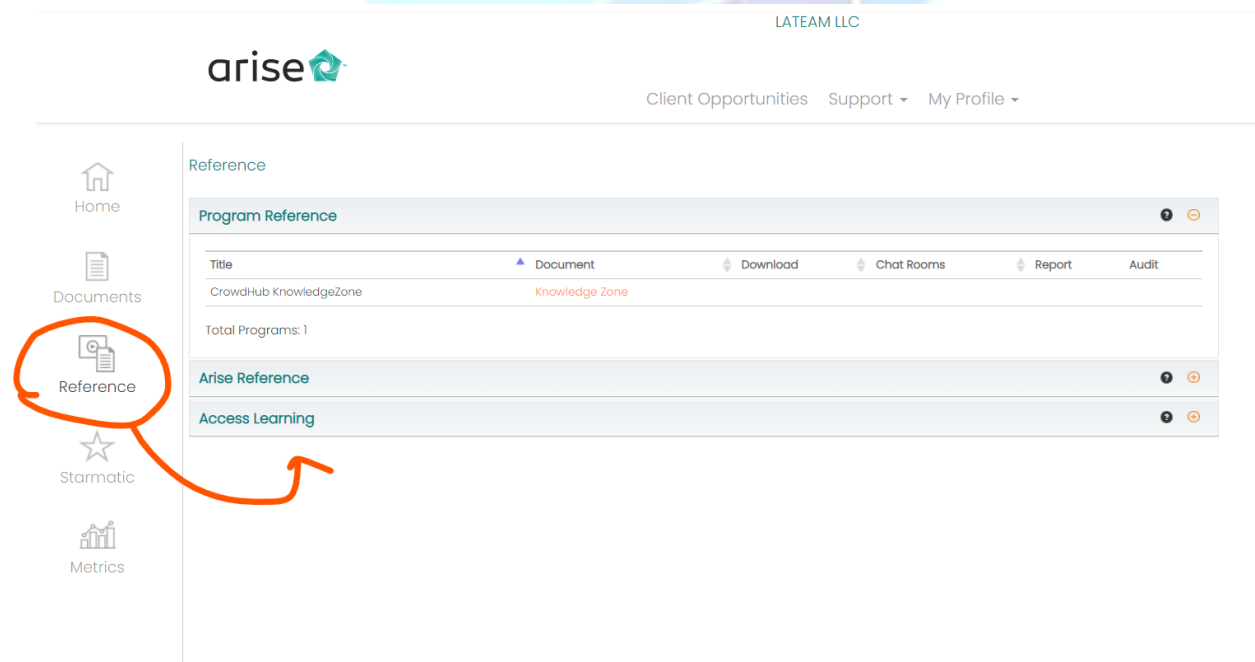 LATEAM LLC
arise
Client Opportunities Support My Profile
Home
Documents
Reference
Starmatic
Metrics
Reference
Program Reference
Title Document Download Chat Rooms Report Audit
CrowdHub KnowledgeZone Knowledge Zone
Total Programs: 1
Arise Reference
Access Learning